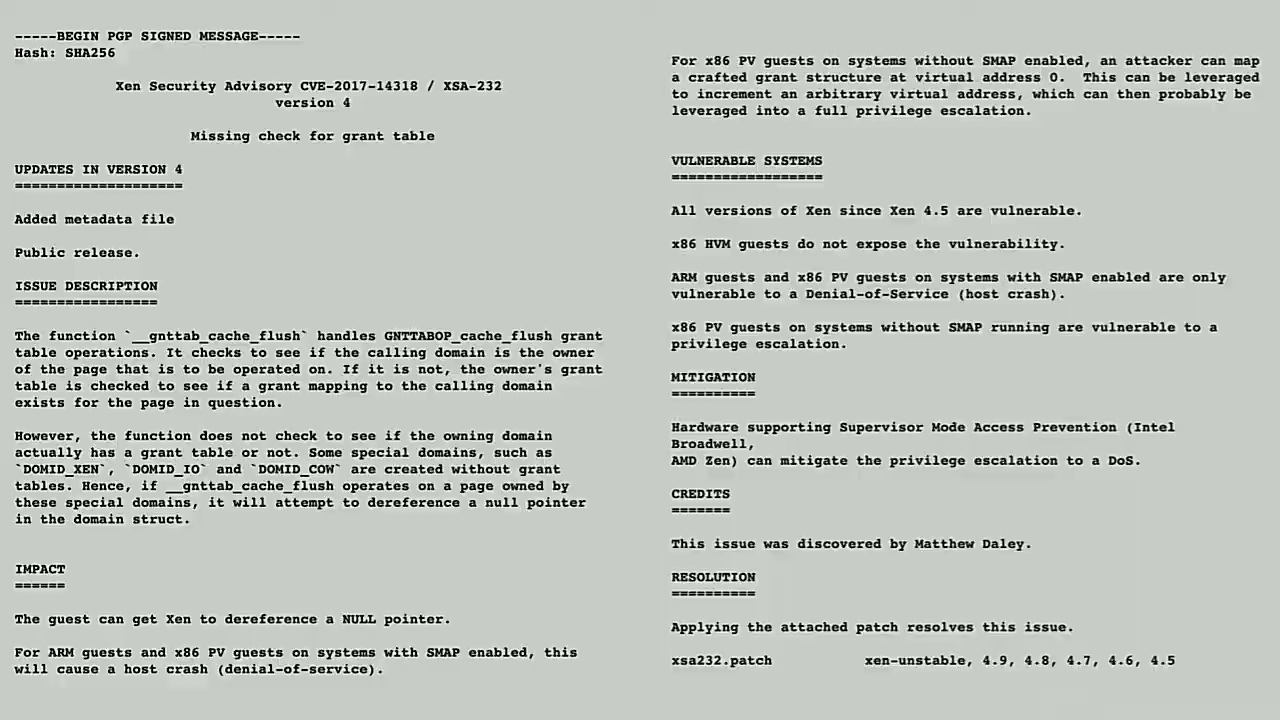 -----BEGIN PGP SIGNED MESSAGE-----
Hash: SHA256
Xen Security Advisory CVE-2017-14318 / XSA-232
version 4
Missing check for grant table
UPDATES IN VERSION 4
====================
Added metadata file
Public release.
ISSUE DESCRIPTION
=================
The function `__gnttab_cache_flush` handles GNTTABOP_cache_flush grant
table operations. It checks to see if the calling domain is the owner
of the page that is to be operated on. If it is not, the owner's grant
table is checked to see if a grant mapping to the calling domain
exists for the page in question.
However, the function does not check to see if the owning domain
actually has a grant table or not. Some special domains, such as
`DOMID_XEN`, `DOMID_IO` and `DOMID_COW` are created without grant
tables. Hence, if __gnttab_cache_flush operates on a page owned by
these special domains, it will attempt to dereference a null pointer
in the domain struct.
IMPACT
======
The guest can get Xen to dereference a NULL pointer.
For ARM guests and x86 PV guests on systems with SMAP enabled, this
will cause a host crash (denial-of-service).
For x86 PV guests on systems without SMAP enabled, an attacker can map
a crafted grant structure at virtual address 0.  This can be leveraged
to increment an arbitrary virtual address, which can then probably be
leveraged into a full privilege escalation.
VULNERABLE SYSTEMS
==================
All versions of Xen since Xen 4.5 are vulnerable.
x86 HVM guests do not expose the vulnerability.
ARM guests and x86 PV guests on systems with SMAP enabled are only
vulnerable to a Denial-of-Service (host crash).
x86 PV guests on systems without SMAP running are vulnerable to a
privilege escalation.
MITIGATION
==========
Hardware supporting Supervisor Mode Access Prevention (Intel
Broadwell,
AMD Zen) can mitigate the privilege escalation to a DoS.
CREDITS
=======
This issue was discovered by Matthew Daley.
RESOLUTION
==========
Applying the attached patch resolves this issue.
xsa232.patch           xen-unstable, 4.9, 4.8, 4.7, 4.6, 4.5